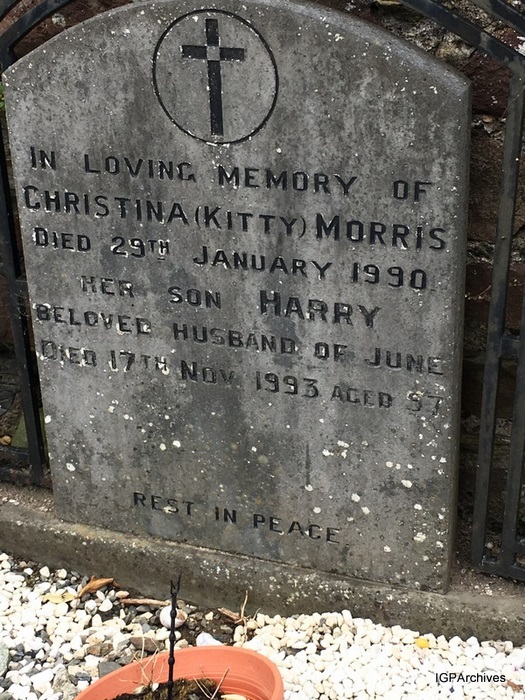 IN LOVING MEMORY OF
CHRISTINA (KITTY) MORRIS
DIED 29TH JANUARY 1990
HER SON HARRY
BELOVED HUSBAND OF JUNE
DIED 17TH NOV. 1993 AGED
REST IN PEACE
IGPArchives